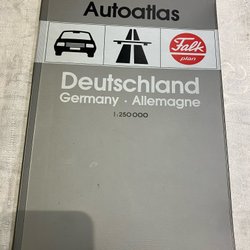 Autoatlas
Falk
plan
Deutschland
Germany · Allemagne
1:250 000